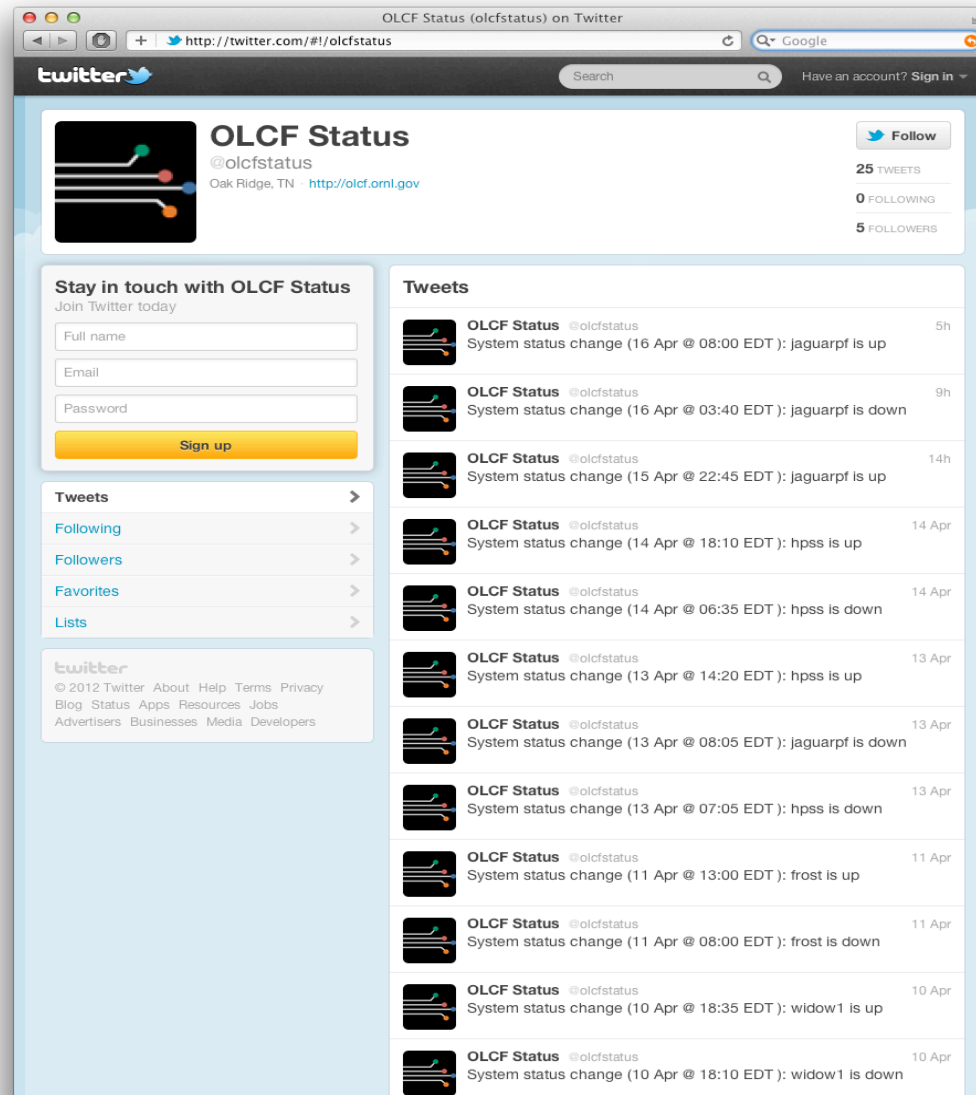 OLCF Status (olcfstatus) on Twitter
http://twitter.com/#!/olcfstatus
Google
twitter
Search
Have an account? Sign in
OLCF Status
@olcfstatus
Oak Ridge, TN · http://olcf.ornl.gov
Follow
25 TWEETS
0 FOLLOWING
5 FOLLOWERS
Stay in touch with OLCF Status
Join Twitter today
Full name
Email
Password
Sign up
Tweets
Following
Followers
Favorites
Lists
twitter
© 2012 Twitter About Help Terms Privacy
Blog Status Apps Resources Jobs
Advertisers Businesses Media Developers
Tweets
OLCF Status @olcfstatus 5h
System status change (16 Apr @ 08:00 EDT ): jaguarpf is up
OLCF Status @olcfstatus 9h
System status change (16 Apr @ 03:40 EDT ): jaguarpf is down
OLCF Status @olcfstatus 14h
System status change (15 Apr @ 22:45 EDT ): jaguarpf is up
OLCF Status @olcfstatus 14 Apr
System status change (14 Apr @ 18:10 EDT ): hpss is up
OLCF Status @olcfstatus 14 Apr
System status change (14 Apr @ 06:35 EDT ): hpss is down
OLCF Status @olcfstatus 13 Apr
System status change (13 Apr @ 14:20 EDT ): hpss is up
OLCF Status @olcfstatus 13 Apr
System status change (13 Apr @ 08:05 EDT ): jaguarpf is down
OLCF Status @olcfstatus 13 Apr
System status change (13 Apr @ 07:05 EDT ): hpss is down
OLCF Status @olcfstatus 11 Apr
System status change (11 Apr @ 13:00 EDT ): frost is up
OLCF Status @olcfstatus 11 Apr
System status change (11 Apr @ 08:00 EDT ): frost is down
OLCF Status @olcfstatus 10 Apr
System status change (10 Apr @ 18:35 EDT ): widow1 is up
OLCF Status @olcfstatus 10 Apr
System status change (10 Apr @ 18:10 EDT ): widow1 is down